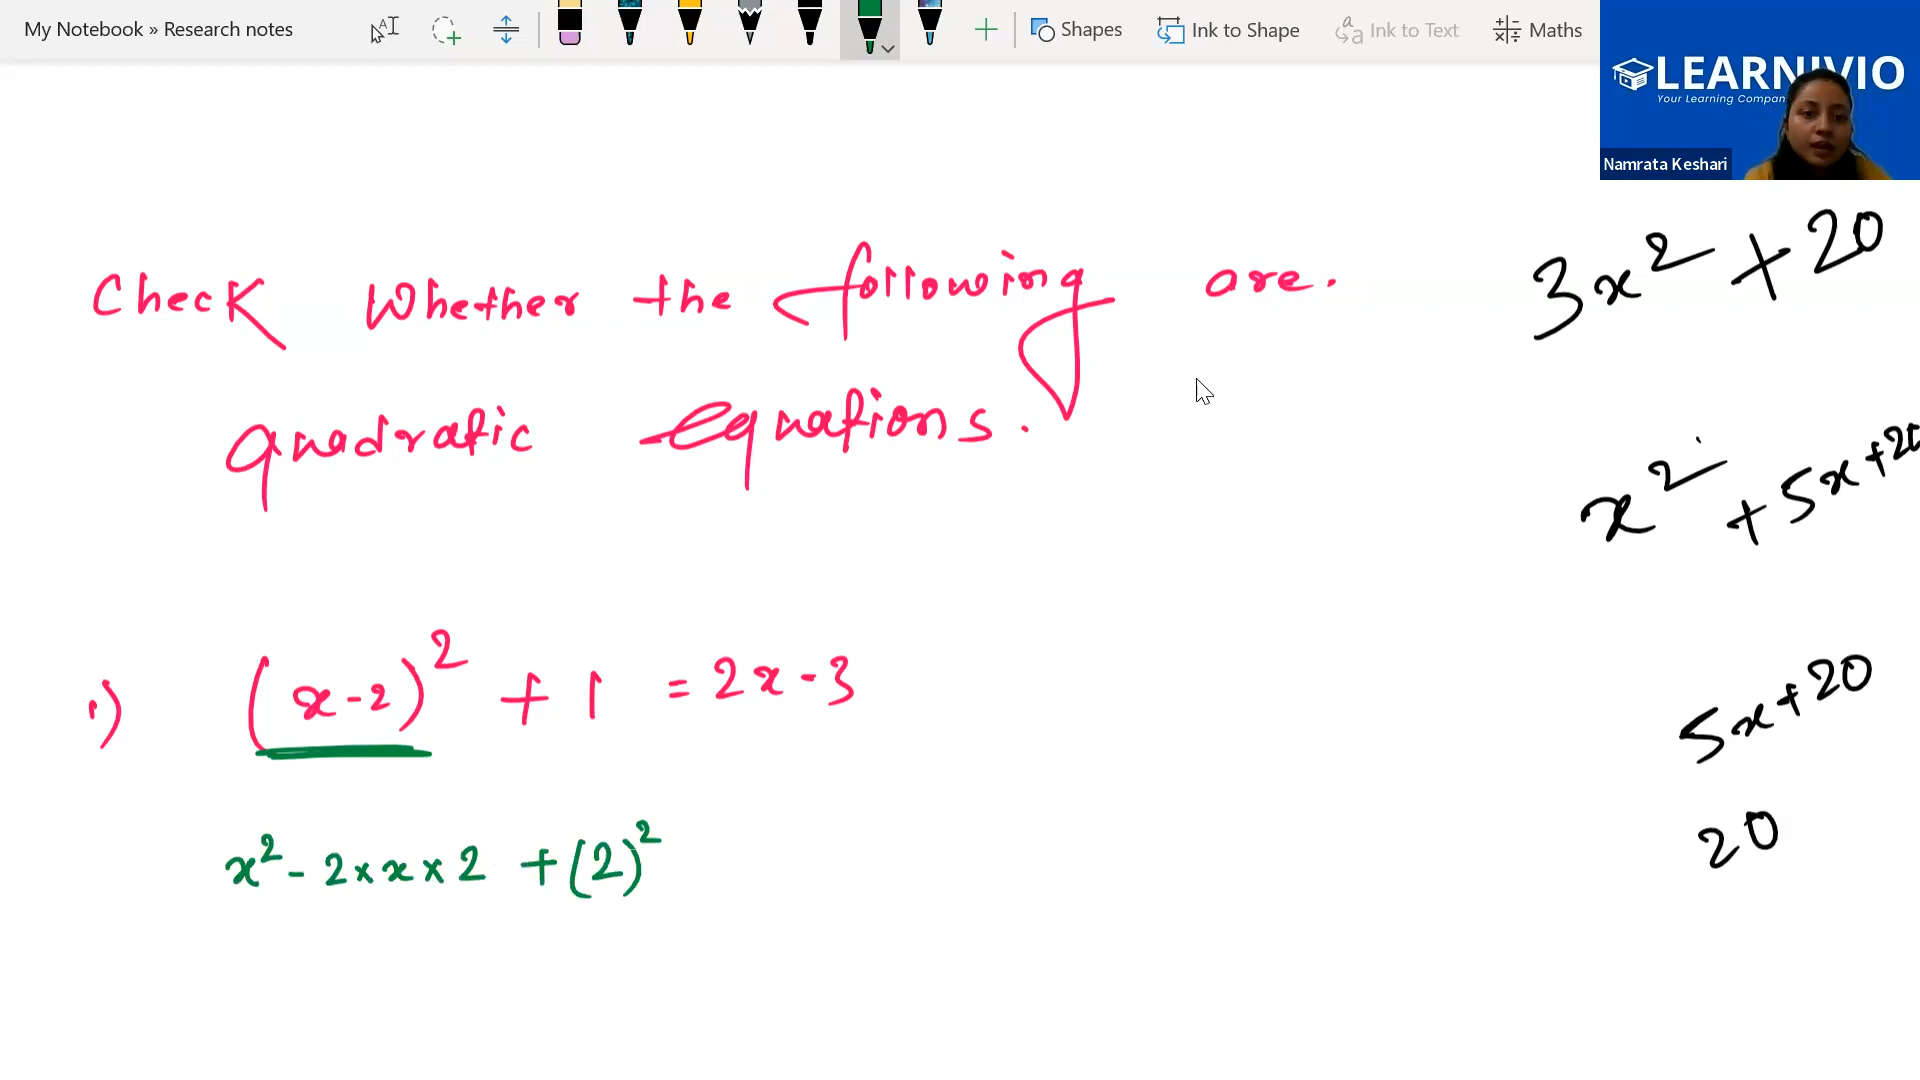 My Notebook » Research notes
Shapes
Ink to Shape
Ink to Text
Maths
LEARNIVIO
Your Learning Compan
Namrata Keshari
Check Whether the following are.
quadratic equations.
3x² + 20
x² + 5x + 20
1) (x-2)² + 1 = 2x - 3
5x + 20
x² - 2 × x × 2 + (2)²
20